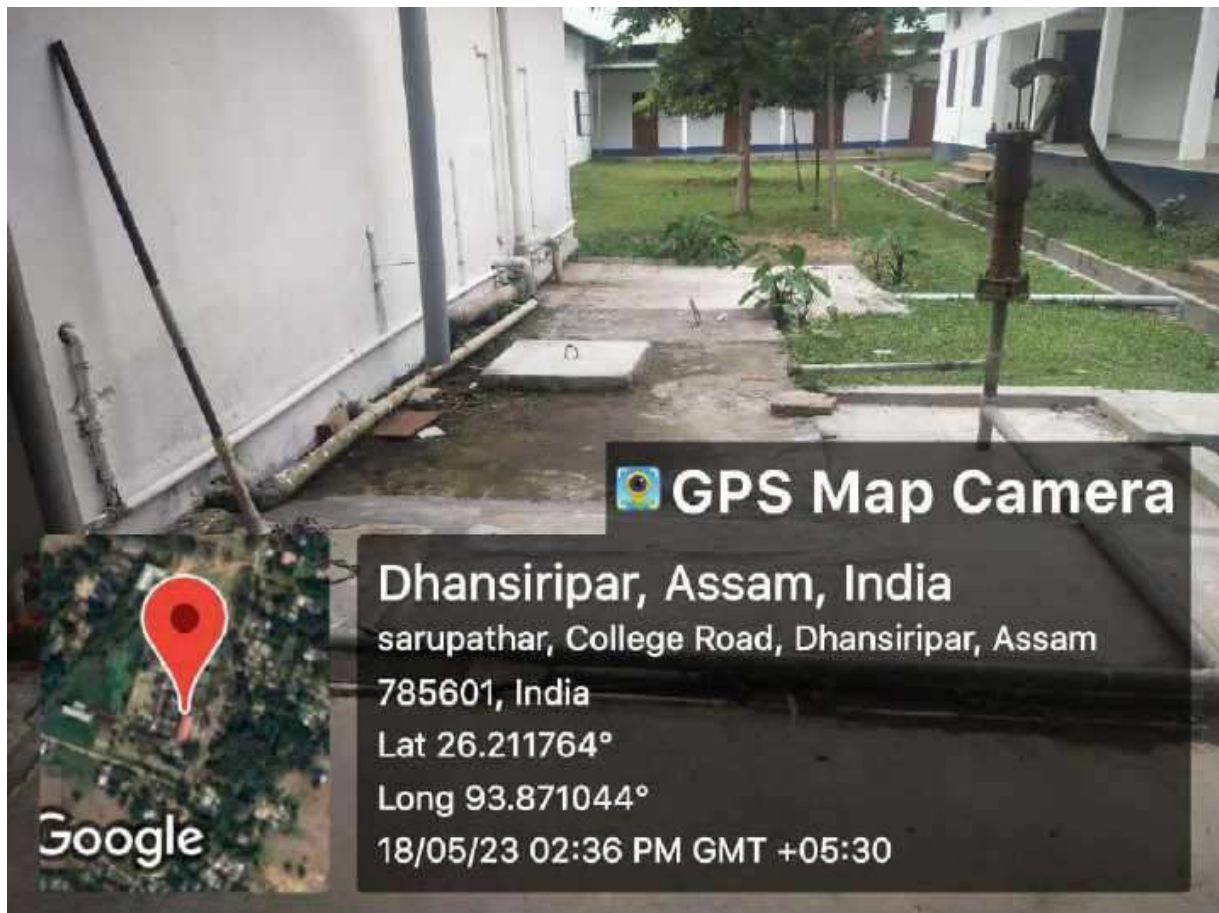 GPS Map Camera
Dhansiripar, Assam, India
sarupathar, College Road, Dhansiripar, Assam
785601, India
Lat 26.211764°
Long 93.871044°
18/05/23 02:36 PM GMT +05:30
Google